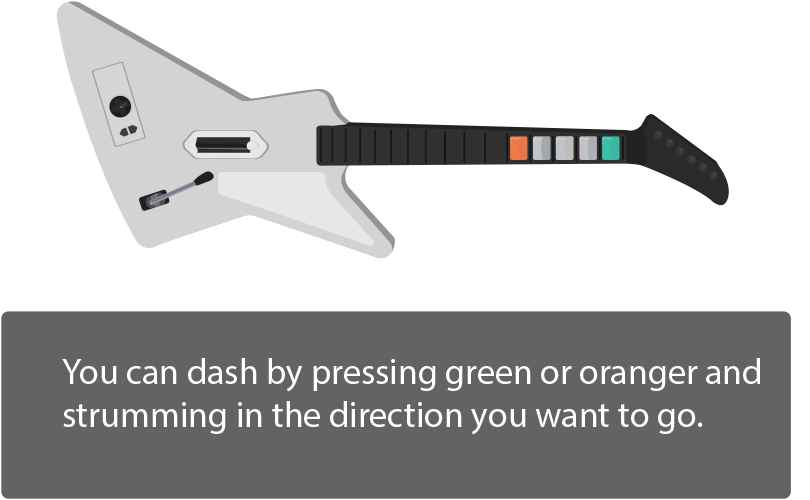 You can dash by pressing green or oranger and
strumming in the direction you want to go.